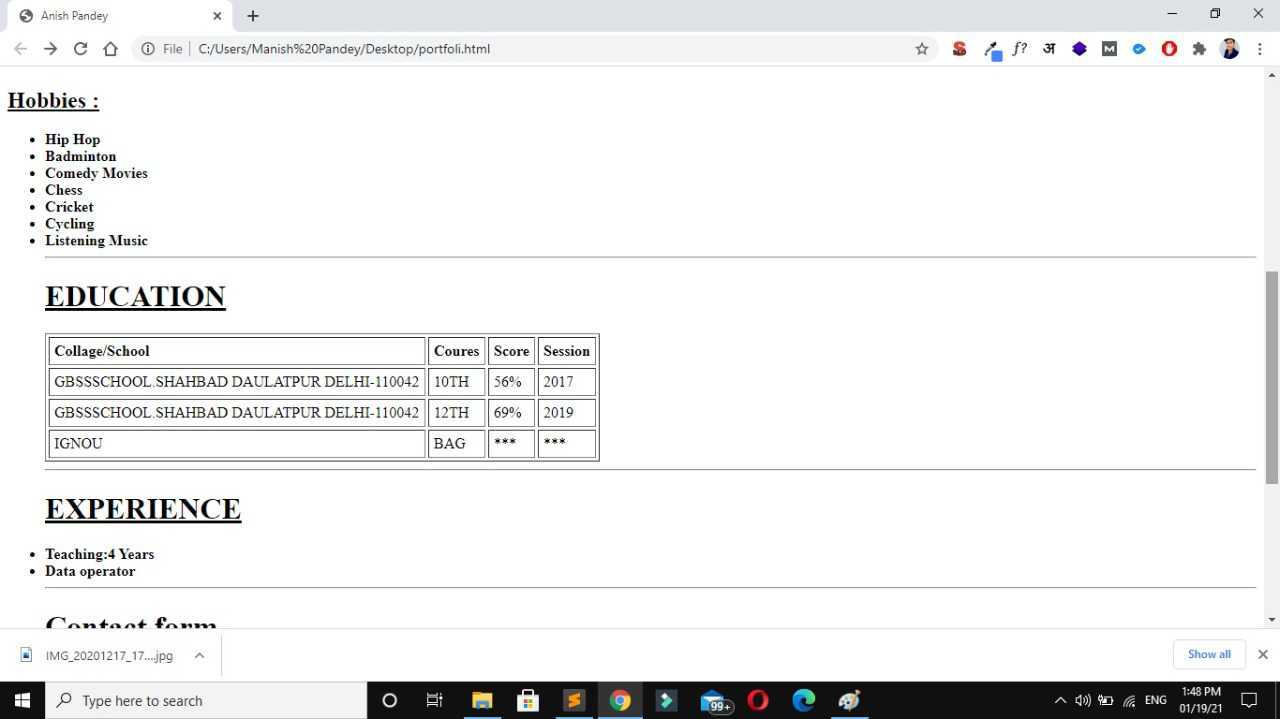 Anish Pandey
File
C:/Users/Manish%20Pandey/Desktop/portfoli.html
f?
अ
M
Hobbies :
Hip Hop
Badminton
Comedy Movies
Chess
Cricket
Cycling
Listening Music
EDUCATION
Collage/School Coures Score Session
GBSSSCHOOL.SHAHBAD DAULATPUR DELHI-110042 10TH 56% 2017
GBSSSCHOOL.SHAHBAD DAULATPUR DELHI-110042 12TH 69% 2019
IGNOU BAG *** ***
EXPERIENCE
Teaching:4 Years
Data operator
Contact form
IMG_20201217_17....jpg
Show all
Type here to search
99+
ENG
1:48 PM
01/19/21